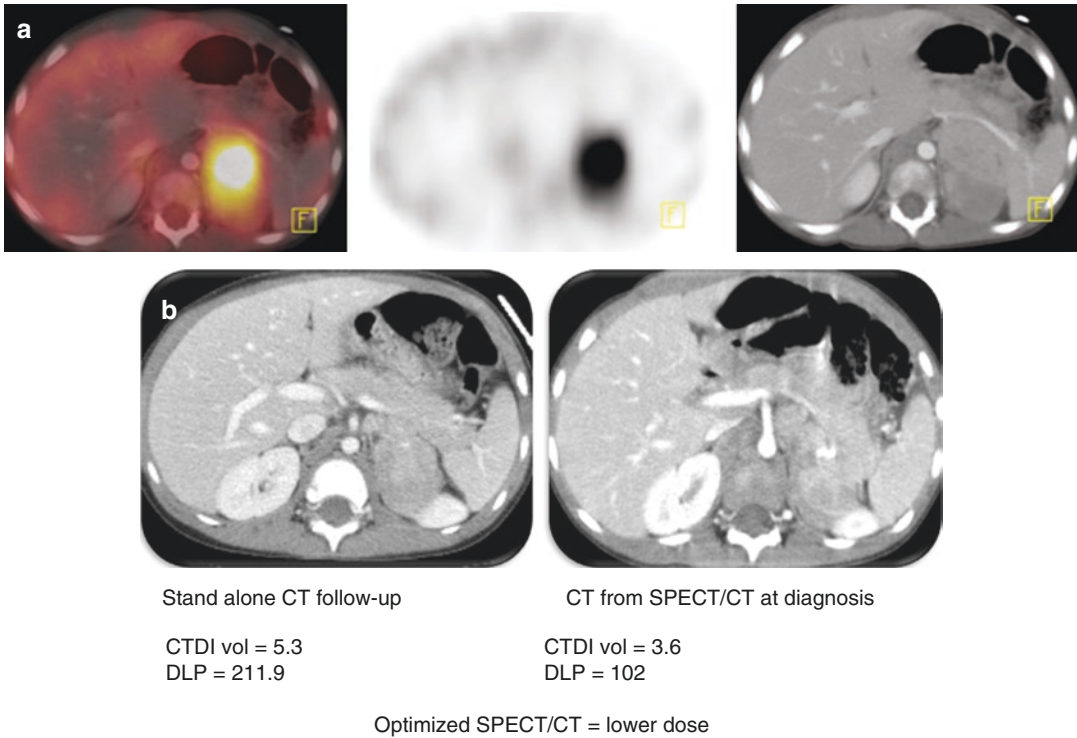 a
F
F
F
b
Stand alone CT follow-up
CT from SPECT/CT at diagnosis
CTDI vol = 5.3
DLP = 211.9
CTDI vol = 3.6
DLP = 102
Optimized SPECT/CT = lower dose